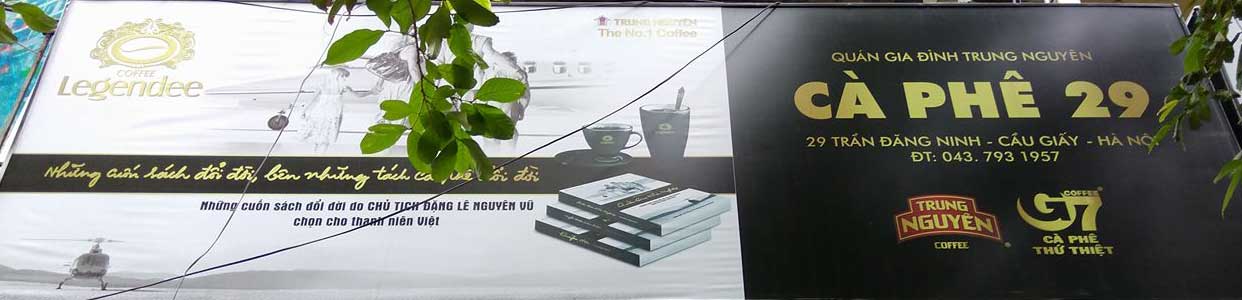 COFFEE
Legendee
TRUNG NGUYÊN
The No.1 Coffee
Những cuốn sách đổi đời, bên những tách cà phê đổi đời
Những cuốn sách đổi đời do CHỦ TỊCH ĐẶNG LÊ NGUYÊN VŨ
chọn cho thanh niên Việt
QUÁN GIA ĐÌNH TRUNG NGUYÊN
CÀ PHÊ 29
29 TRẦN ĐĂNG NINH - CẦU GIẤY - HÀ NỘI
ĐT: 043. 793 1957
TRUNG
NGUYÊN
COFFEE
COFFEE
G7
CÀ PHÊ
THỨ THIỆT